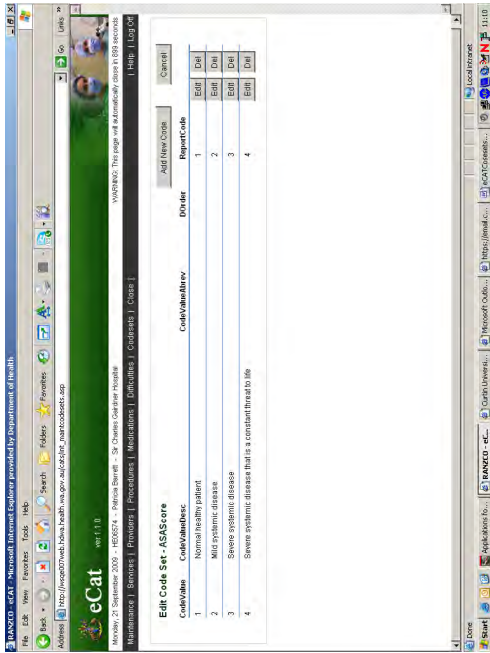 RANZCO - eCat - Microsoft Internet Explorer provided by Department of Health
File Edit View Favorites Tools Help
Back Search Folders Favorites
Address http://wsqe007web.hdwa.health.wa.gov.au/cats/int_maintcodesets.asp Go Links
eCat ver 1.1.0
Monday, 21 September 2009 - HE06574 - Patricia Barrett - Sir Charles Gairdner Hospital WARNING: This page will automatically close in 899 seconds
Maintenance | Services | Providers | Procedures | Medications | Difficulties | Codesets | Close | | Help | Log Off
Edit Code Set - ASAScore Add New Code Cancel
CodeValue CodeValueDesc CodeValueAbrev DOrder ReportCode
1 Normal healthy patient 1 Edit Del
2 Mild systemic disease 2 Edit Del
3 Severe systemic disease 3 Edit Del
4 Severe systemic disease that is a constant threat to life 4 Edit Del
Done Local intranet
Start Applications fo... RANZCO - eC... Curtin Universi... Microsoft Outlo... https://email.c... eCATCosesets... 11:10